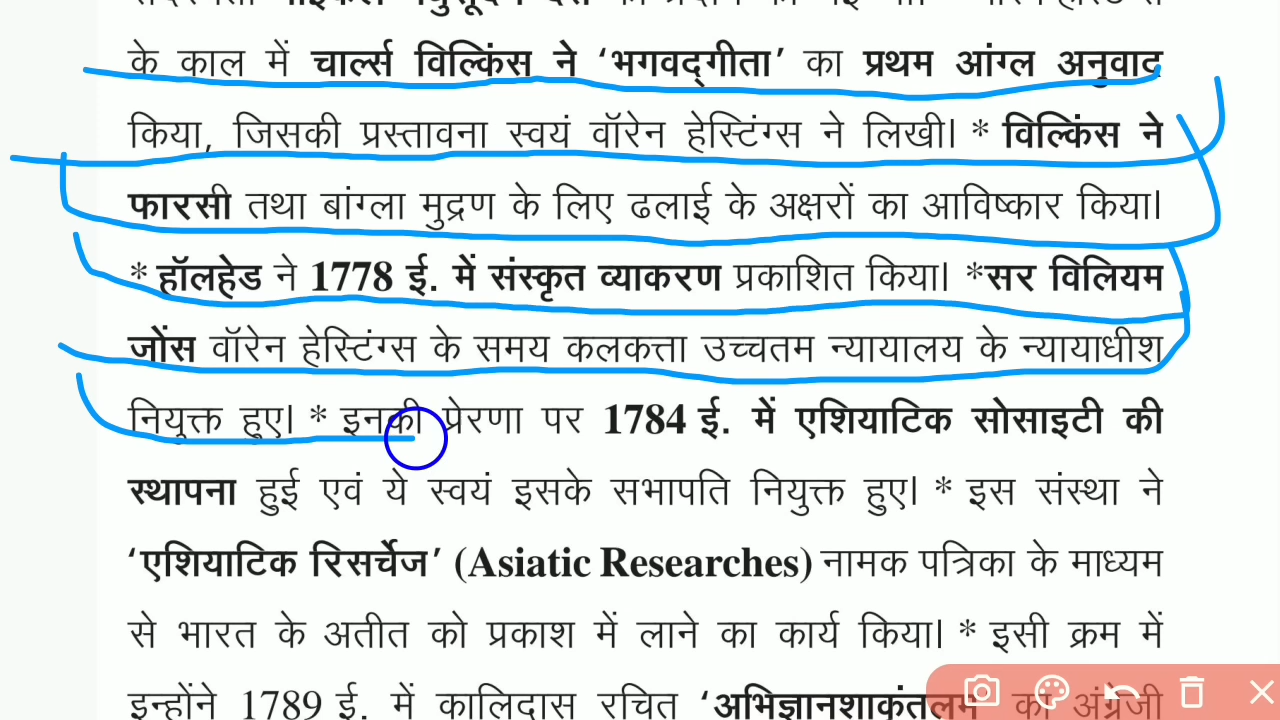 के काल में चार्ल्स विल्किंस ने ‘भगवद्गीता’ का प्रथम आंग्ल अनुवाद
किया, जिसकी प्रस्तावना स्वयं वॉरेन हेस्टिंग्स ने लिखी। * विल्किंस ने
फारसी तथा बांग्ला मुद्रण के लिए ढलाई के अक्षरों का आविष्कार किया।
* हॉलहेड ने 1778 ई. में संस्कृत व्याकरण प्रकाशित किया। *सर विलियम
जोंस वॉरेन हेस्टिंग्स के समय कलकत्ता उच्चतम न्यायालय के न्यायाधीश
नियुक्त हुए। * इनकी प्रेरणा पर 1784 ई. में एशियाटिक सोसाइटी की
स्थापना हुई एवं ये स्वयं इसके सभापति नियुक्त हुए। * इस संस्था ने
‘एशियाटिक रिसर्चेज’ (Asiatic Researches) नामक पत्रिका के माध्यम
से भारत के अतीत को प्रकाश में लाने का कार्य किया। * इसी क्रम में
इन्होंने 1789 ई. में कालिदास रचित ‘अभिज्ञानशाकुंतलम का अंग्रेजी